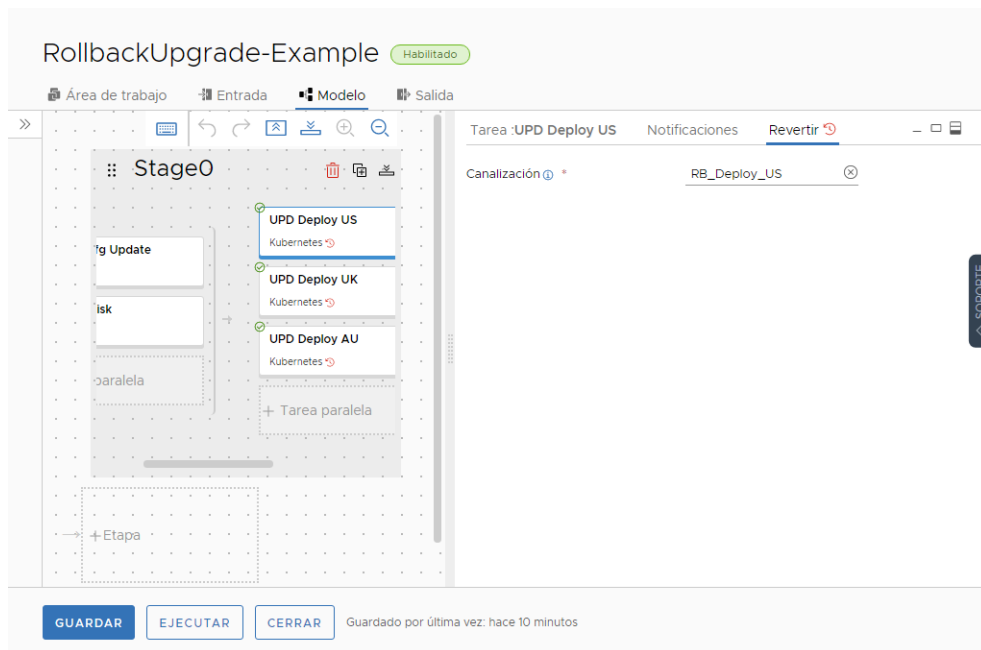 RollbackUpgrade-Example Habilitado
Área de trabajo Entrada Modelo Salida
Tarea :UPD Deploy US Notificaciones Revertir
Stage0
Canalización * RB_Deploy_US
UPD Deploy US
Kubernetes
fg Update
UPD Deploy UK
Kubernetes
isk
UPD Deploy AU
Kubernetes
paralela
+ Tarea paralela
+Etapa
SOPORTE
GUARDAR EJECUTAR CERRAR Guardado por última vez: hace 10 minutos